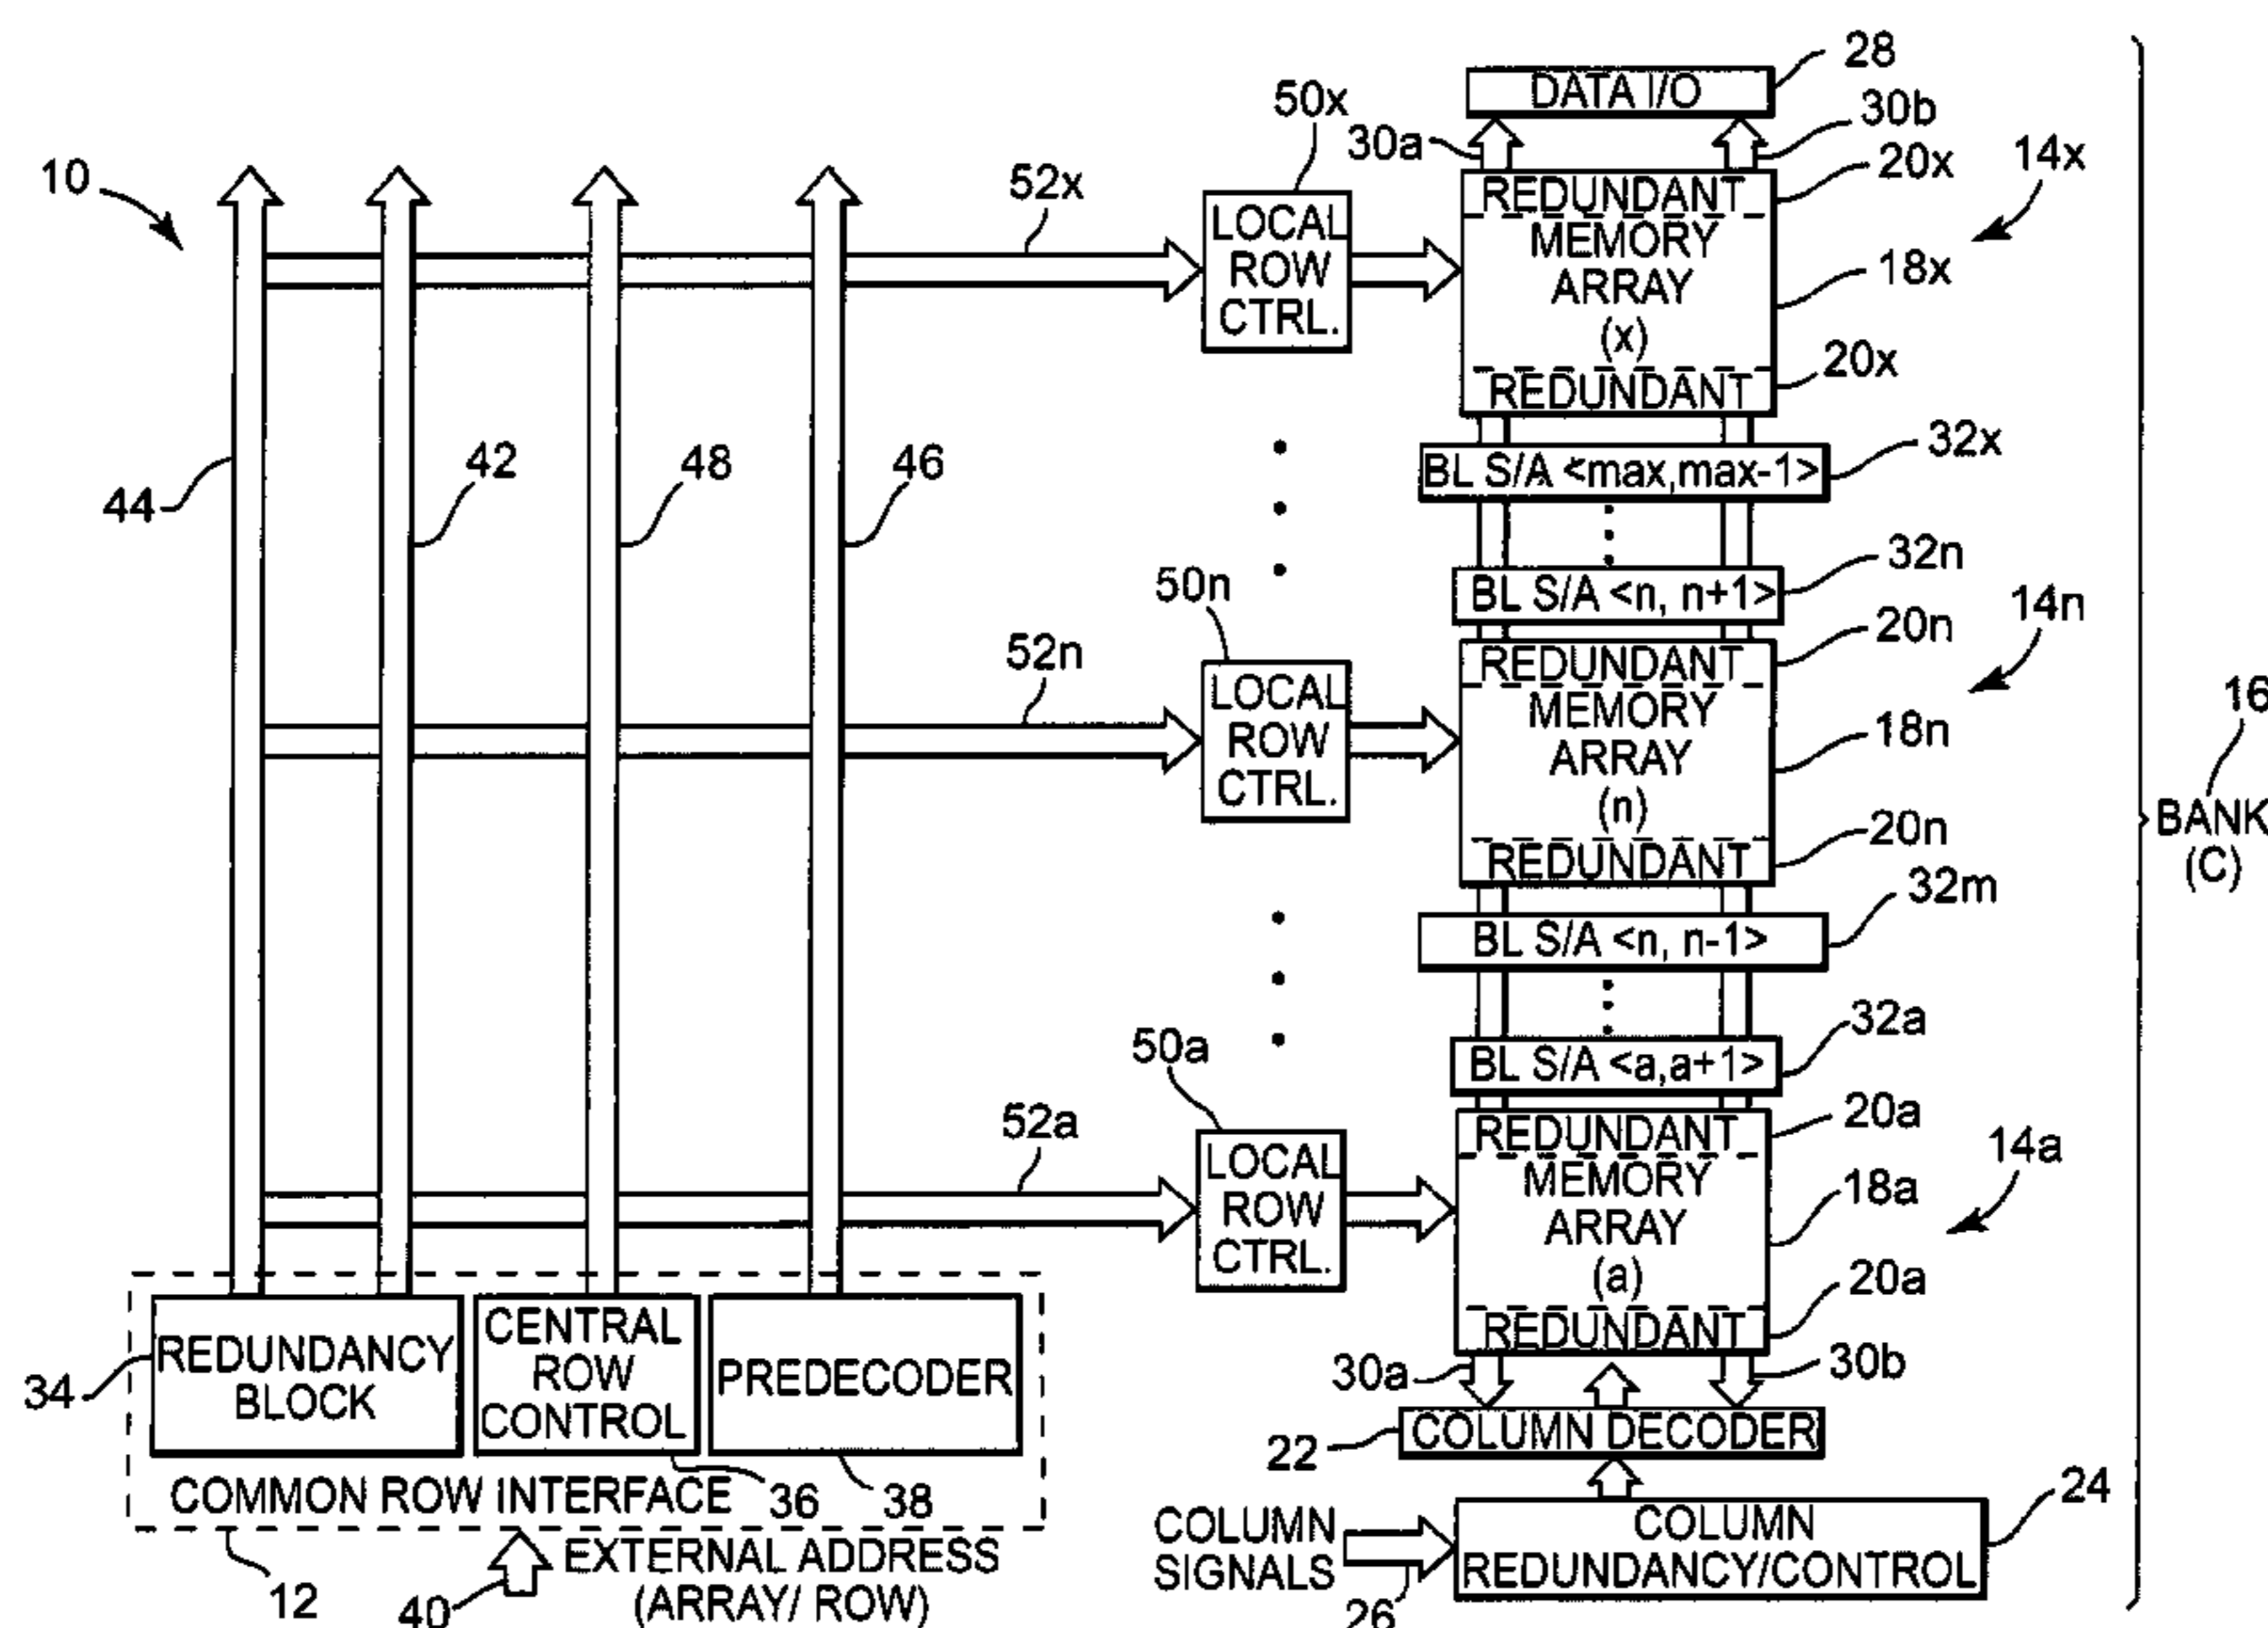 28
DATA I/O
50x
30a
30b
10
52x
20x
14x
LOCAL
ROW
CTRL.
REDUNDANT
MEMORY
ARRAY
(x)
REDUNDANT
18x
20x
44
42
48
46
32x
BL S/A <max,max-1>
32n
BL S/A <n, n+1>
50n
52n
20n
14n
LOCAL
ROW
CTRL.
REDUNDANT
MEMORY
ARRAY
(n)
REDUNDANT
18n
20n
16
BANK
(C)
32m
BL S/A <n, n-1>
32a
BL S/A <a,a+1>
50a
52a
20a
14a
LOCAL
ROW
CTRL.
REDUNDANT
MEMORY
ARRAY
(a)
REDUNDANT
18a
20a
30a
30b
34
REDUNDANCY
BLOCK
CENTRAL
ROW
CONTROL
PREDECODER
22
COLUMN DECODER
COMMON ROW INTERFACE
36
38
24
COLUMN
SIGNALS
COLUMN
REDUNDANCY/CONTROL
12
40
EXTERNAL ADDRESS
(ARRAY/ ROW)
26